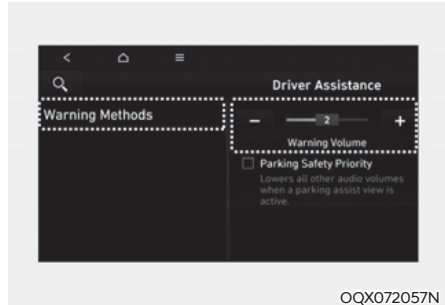 Driver Assistance
Warning Methods
2
Warning Volume
Parking Safety Priority
Lowers all other audio volumes
when a parking assist view is
active.
OQX072057N